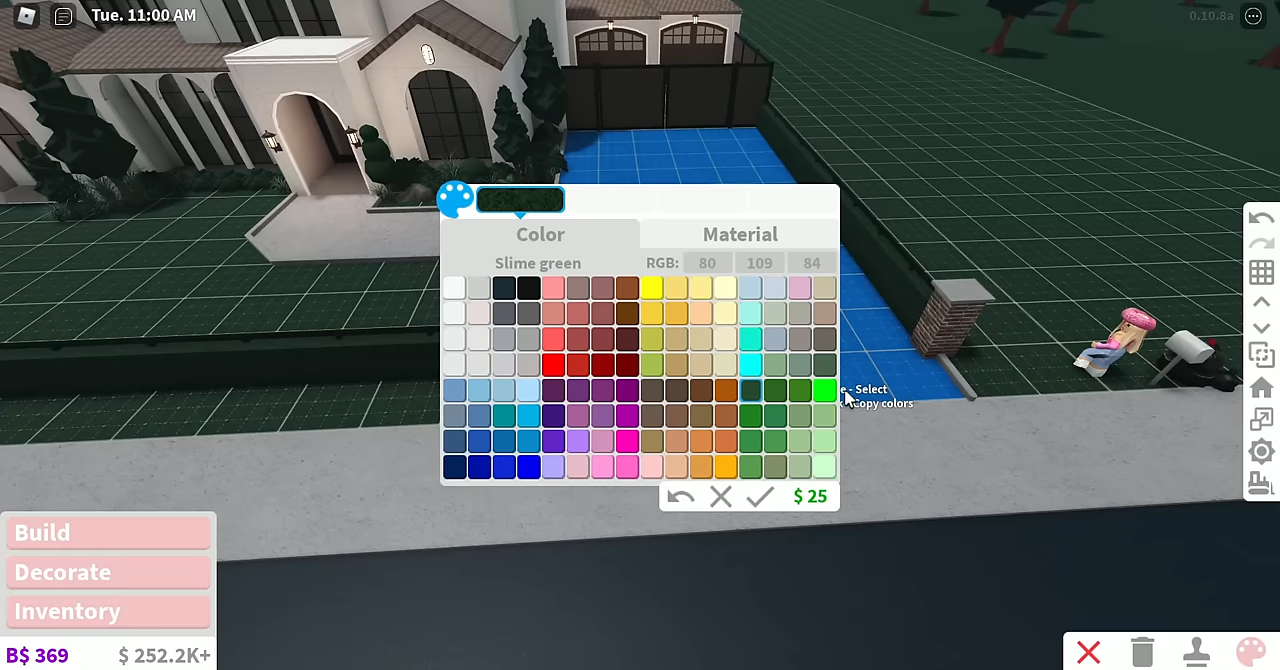 Tue. 11:00 AM
0.10.8a
Color
Material
Slime green
RGB: 80 109 84
e - Select
Copy colors
$ 25
Build
Decorate
Inventory
B$ 369
$ 252.2K+